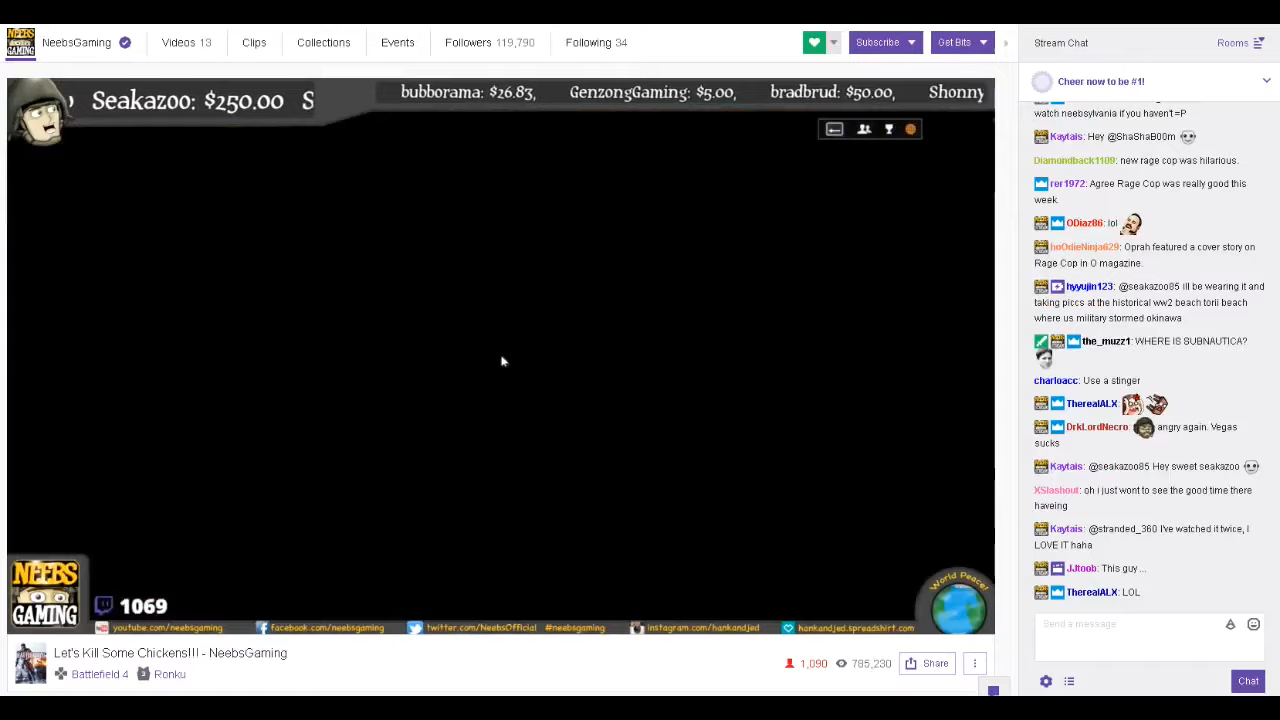 NEEBS GAMING
NeebsGaming
Videos 13
Clips
Collections
Events
Followers 119,790
Following 34
Subscribe
Get Bits
Stream Chat
Rooms
Seakazoo: $250.00 S
bubborama: $26.83, GenzongGaming: $5.00, bradbrud: $50.00, Shonny
NEEBS
GAMING
1069
World Peace!
youtube.com/neebsgaming
facebook.com/neebsgaming
twitter.com/NeebsOfficial #neebsgaming
instagram.com/hankandjed
hankandjed.spreadshirt.com
Let's Kill Some Chickens!!! - NeebsGaming
Battlefield 4
Ronku
1,090
785,230
Share
Cheer now to be #1!
watch neebsylvania if you haven't =P
Kaytais: Hey @ShaShaB00m
Diamondback1189: new rage cop was hilarious.
rer1972: Agree Rage Cop was really good this
week.
ODiaz86: lol
hoOdieNinja629: Oprah featured a cover story on
Rage Cop in O magazine.
hyyujin123: @seakazoo85 ill be wearing it and
taking piccs at the historical ww2 beach torii beach
where us military stormed okinawa
the_muzz1: WHERE IS SUBNAUTICA?
charloacc: Use a stinger
TherealALX:
DrkLordNecro: angry again. Vegas
sucks
Kaytais: @seakazoo85 Hey sweet seakazoo
XSlashout: oh i just wont to see the good time there
haveing
Kaytais: @stranded_360 I've watched it twice, I
LOVE IT haha
JJtoob: This guy...
TherealALX: LOL
Send a message
Chat